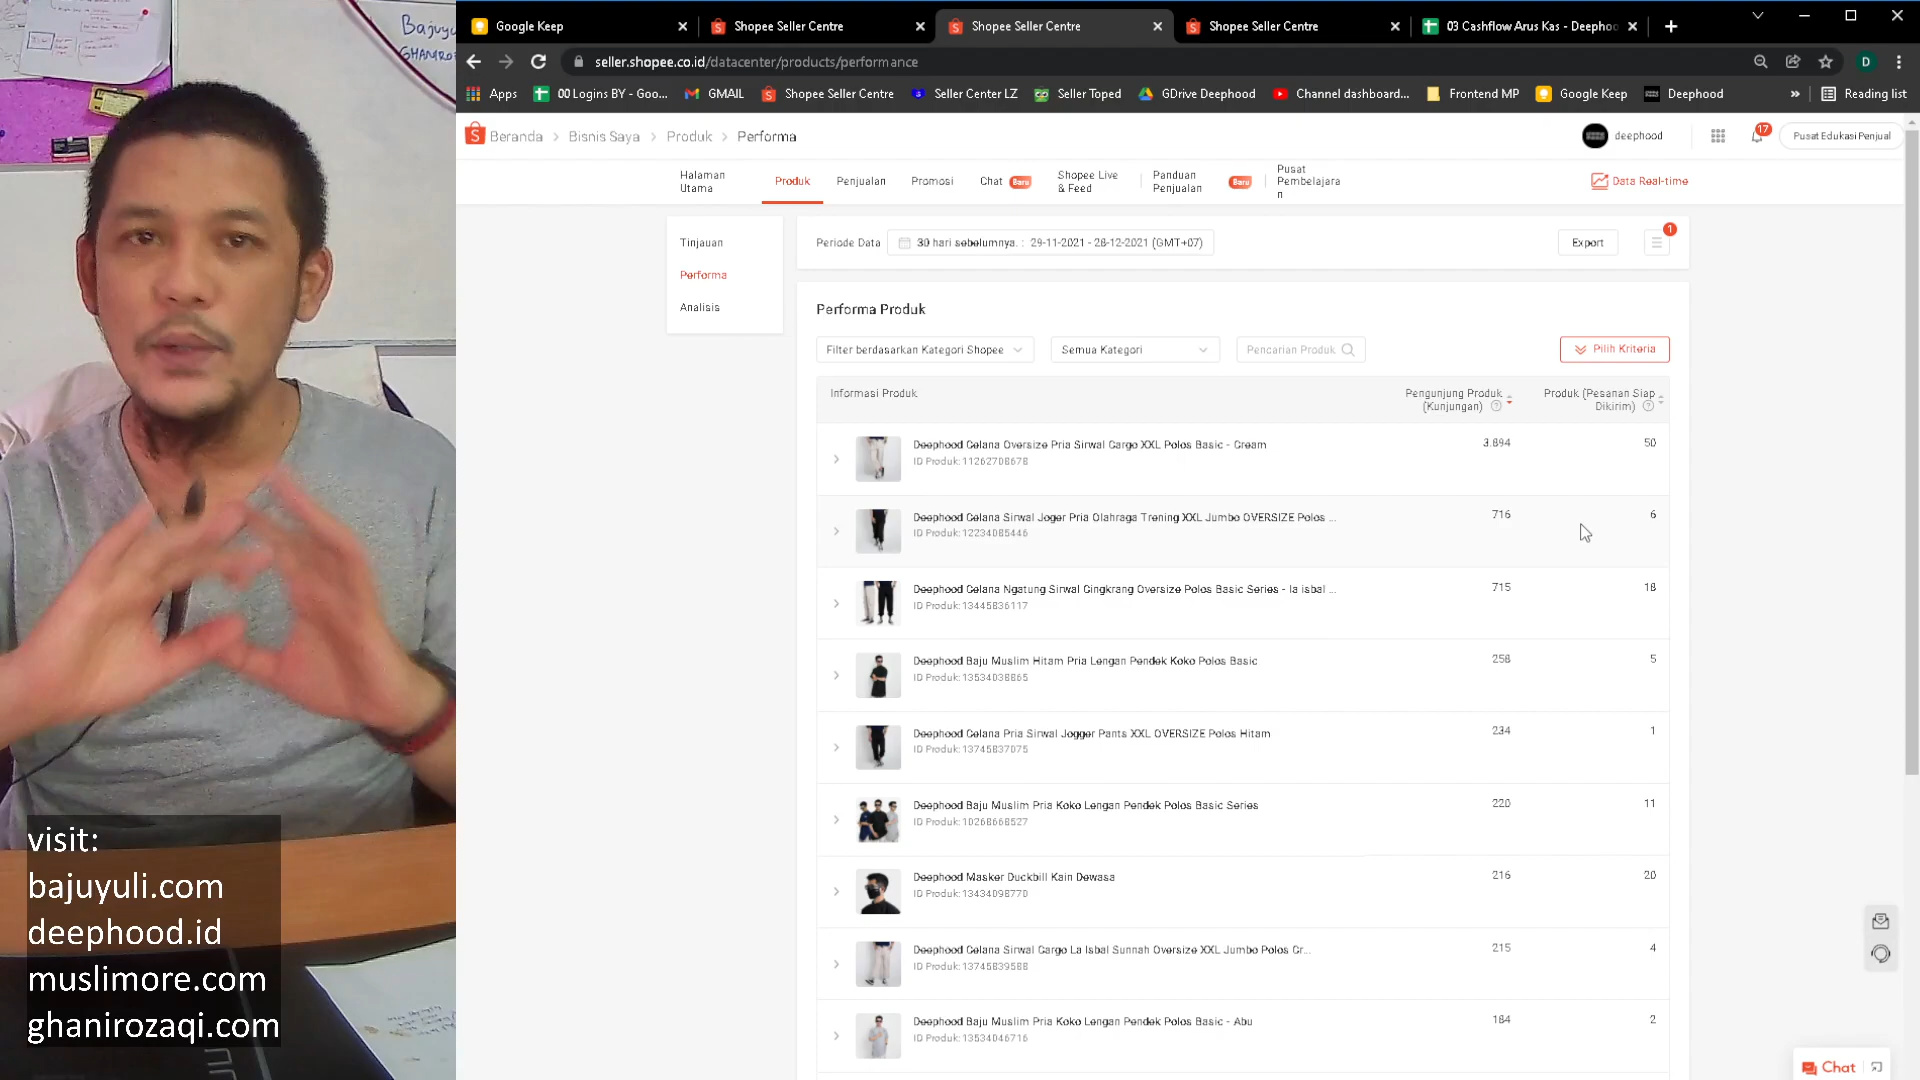 Bajuyu
GHANIRO
Google Keep
Shopee Seller Centre
Shopee Seller Centre
Shopee Seller Centre
03 Cashflow Arus Kas - Deephoo
seller.shopee.co.id/datacenter/products/performance
D
Apps
00 Logins BY - Goo...
GMAIL
Shopee Seller Centre
Seller Center LZ
Seller Toped
GDrive Deephood
Channel dashboard...
Frontend MP
Google Keep
Deephood
»
Reading list
Beranda > Bisnis Saya > Produk > Performa
deephood
17
Pusat Edukasi Penjual
Halaman Utama
Produk
Penjualan
Promosi
Chat Baru
Shopee Live & Feed
Panduan Penjualan Baru
Pusat Pembelajaran
Data Real-time
Tinjauan
Performa
Analisis
Periode Data
30 hari sebelumnya. : 29-11-2021 - 28-12-2021 (GMT+07)
Export
1
Performa Produk
Filter berdasarkan Kategori Shopee
Semua Kategori
Pencarian Produk
Pilih Kriteria
Informasi Produk
Pengunjung Produk (Kunjungan)
Produk (Pesanan Siap Dikirim)
Deephood Celana Oversize Pria Sirwal Cargo XXL Polos Basic - Cream
ID Produk: 11262708678
3.894
50
Deephood Celana Sirwal Joger Pria Olahraga Trening XXL Jumbo OVERSIZE Polos ...
ID Produk: 12234085446
716
6
Deephood Celana Ngatung Sirwal Cingkrang Oversize Polos Basic Series - la isbal ...
ID Produk: 13445836117
715
18
Deephood Baju Muslim Hitam Pria Lengan Pendek Koko Polos Basic
ID Produk: 13534038865
258
5
Deephood Celana Pria Sirwal Jogger Pants XXL OVERSIZE Polos Hitam
ID Produk: 13745837075
234
1
Deephood Baju Muslim Pria Koko Lengan Pendek Polos Basic Series
ID Produk: 10268668527
220
11
Deephood Masker Duckbill Kain Dewasa
ID Produk: 13434098770
216
20
Deephood Celana Sirwal Cargo La Isbal Sunnah Oversize XXL Jumbo Polos Cr...
ID Produk: 13745839588
215
4
Deephood Baju Muslim Pria Koko Lengan Pendek Polos Basic - Abu
ID Produk: 13534046716
184
2
Chat
visit:
bajuyuli.com
deephood.id
muslimore.com
ghanirozaqi.com